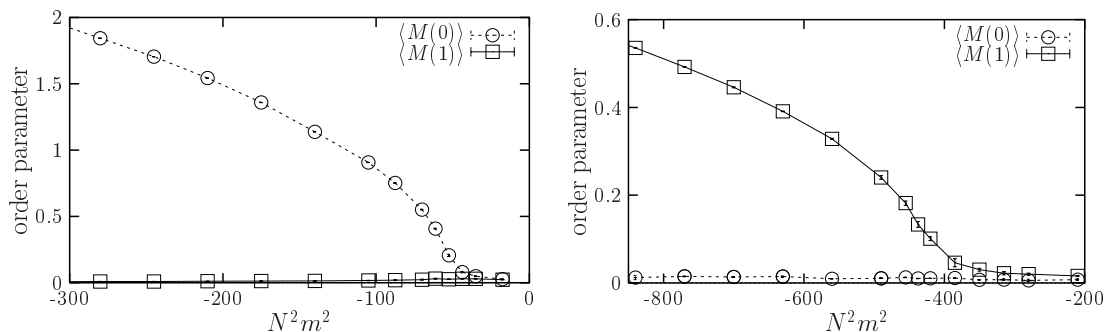 2
1.5
1
0.5
0
-300
-200
-100
0
order parameter
N²m²
⟨M(0)⟩
⟨M(1)⟩
0.6
0.4
0.2
0
-800
-600
-400
-200
order parameter
N²m²
⟨M(0)⟩
⟨M(1)⟩